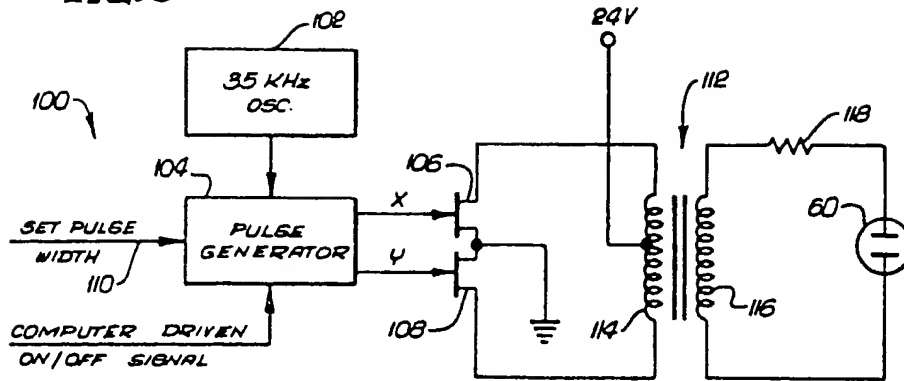 102
24V
35 KHz
OSC.
100
112
118
104
106
60
X
SET PULSE
WIDTH
PULSE
GENERATOR
110
Y
108
114
116
COMPUTER DRIVEN
ON/OFF SIGNAL